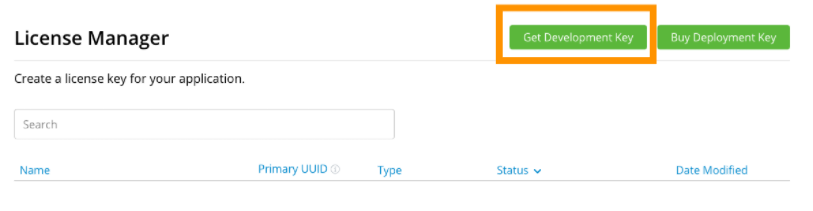 License Manager
Get Development Key
Buy Deployment Key
Create a license key for your application.
Search
Name Primary UUID Type Status Date Modified